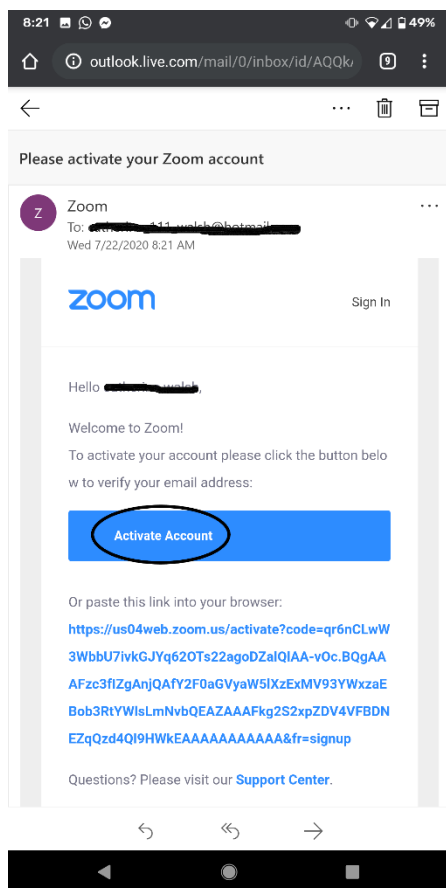 8:21 49%
outlook.live.com/mail/0/inbox/id/AQQk 9
Please activate your Zoom account
Z Zoom
To:
Wed 7/22/2020 8:21 AM
zoom Sign In
Hello
Welcome to Zoom!
To activate your account please click the button belo
w to verify your email address:
Activate Account
Or paste this link into your browser:
https://us04web.zoom.us/activate?code=qr6nCLwW
3WbbU7ivkGJYq62OTs22agoDZalQIAA-vOc.BQgAA
AFzc3fIZgAnjQAfY2F0aGVyaW5lXzExMV93YWxzaE
Bob3RtYWlsLmNvbQEAZAAAFkg2S2xpZDV4VFBDN
EZqQzd4Ql9HWkEAAAAAAAAAAA&fr=signup
Questions? Please visit our Support Center.